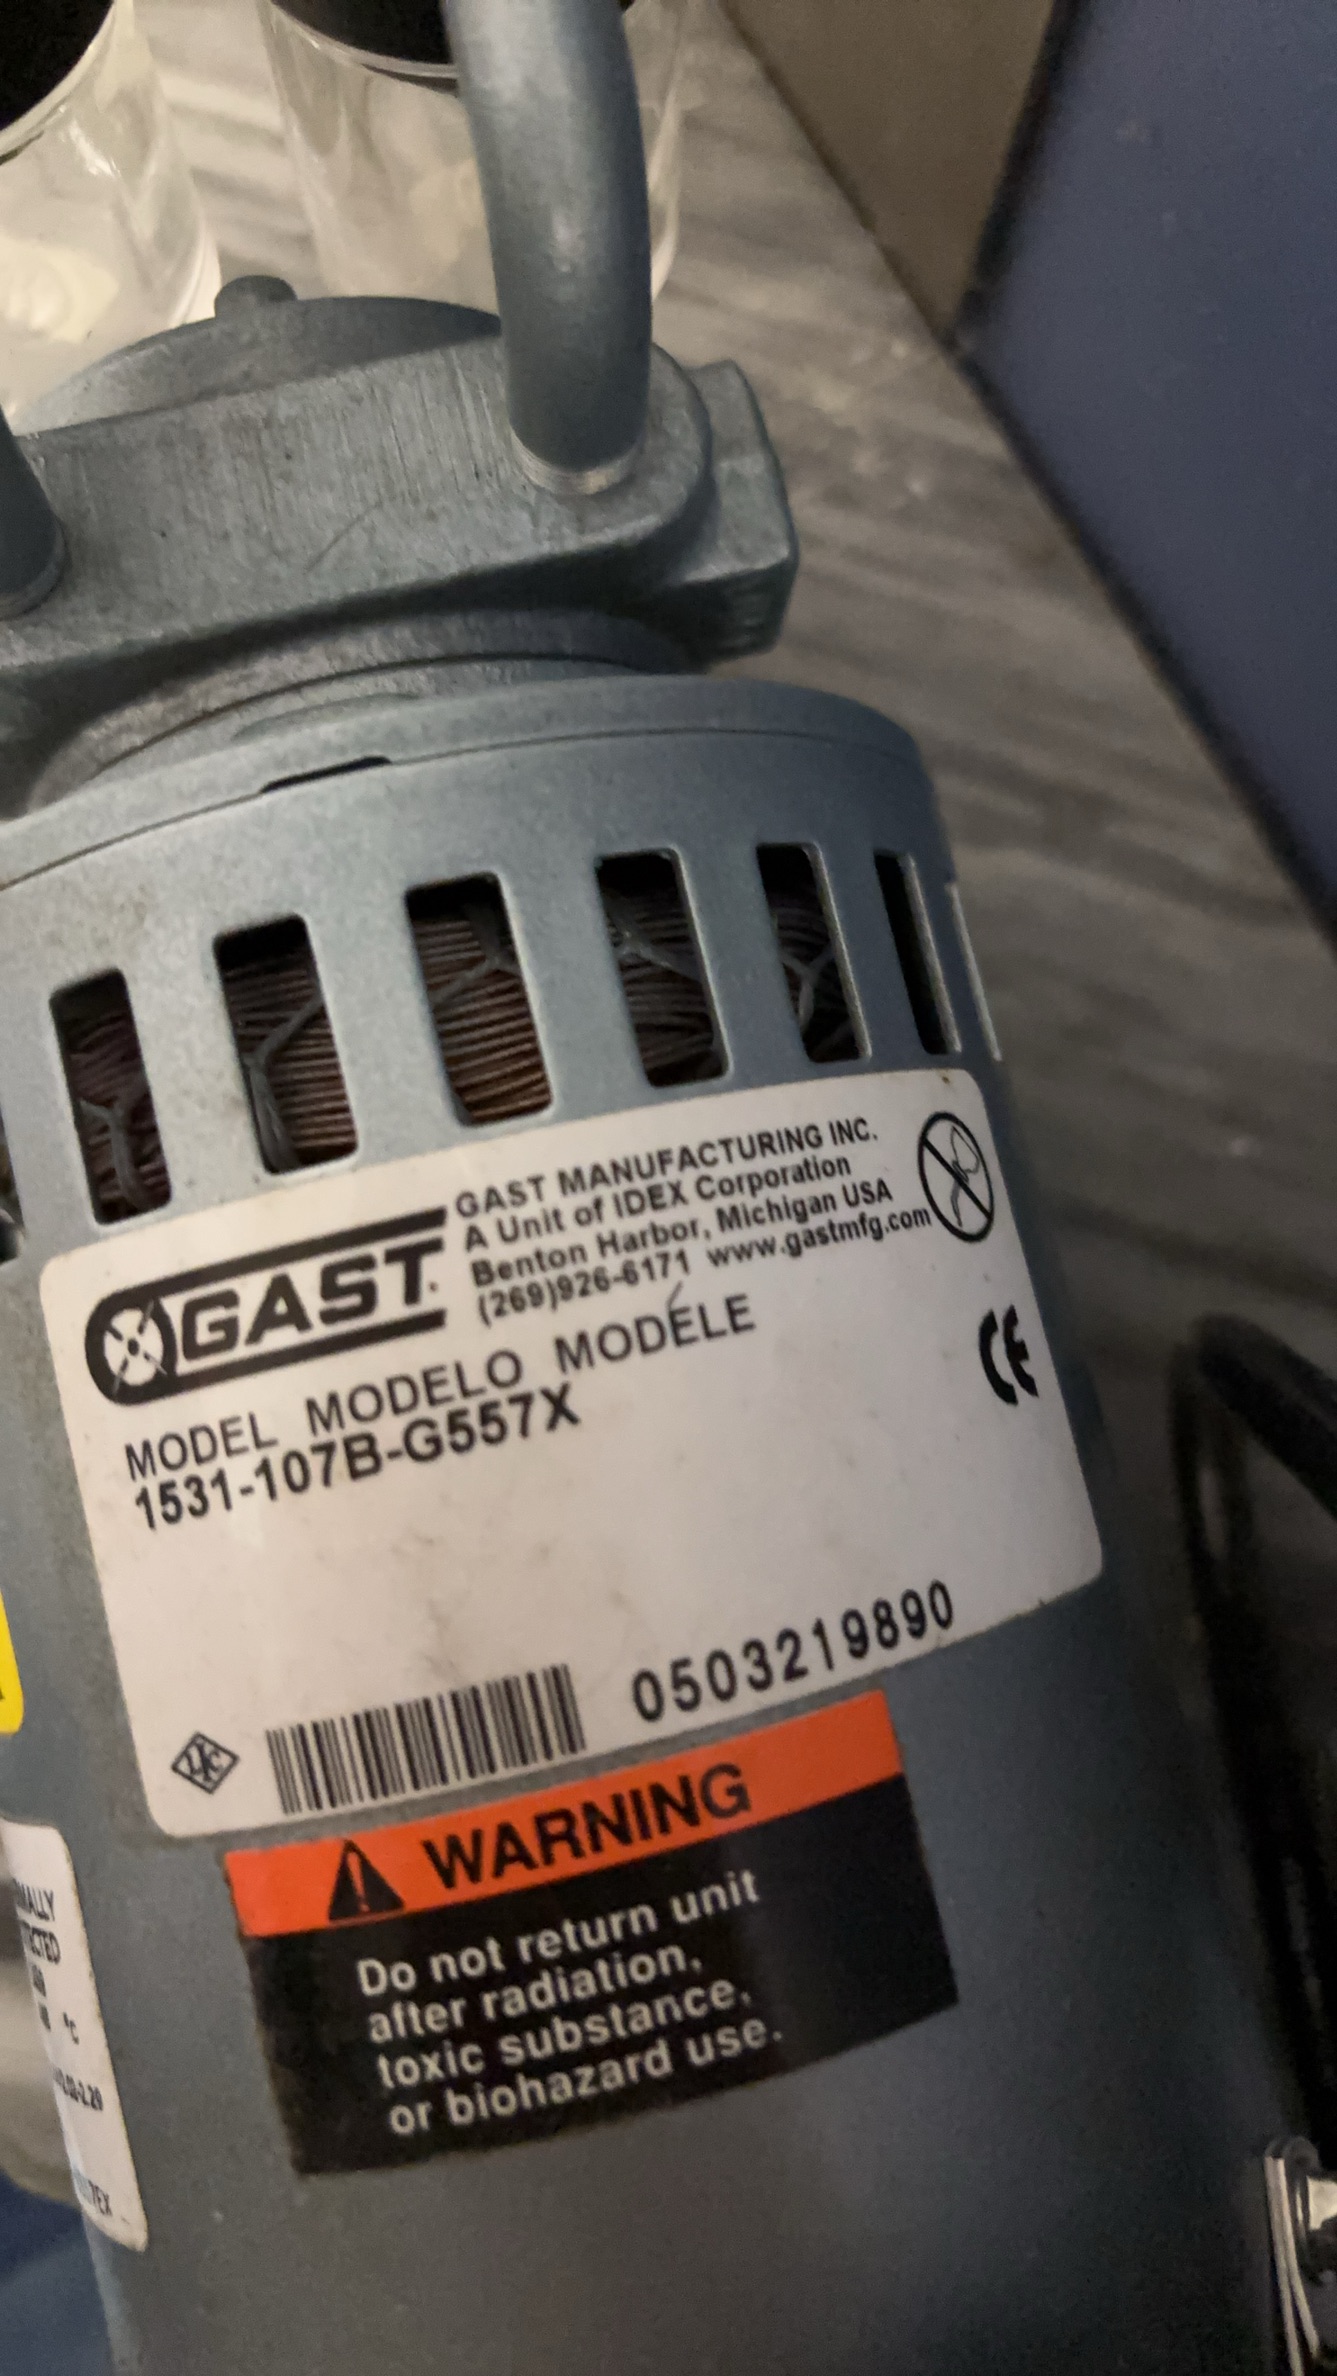 GAST
GAST MANUFACTURING INC.
A Unit of IDEX Corporation
Benton Harbor, Michigan USA
(269)926-6171 www.gastmfg.com
MODEL MODELO MODÈLE
1531-107B-G557X
CE
0503219890
WARNING
Do not return unit
after radiation,
toxic substance,
or biohazard use.
°C